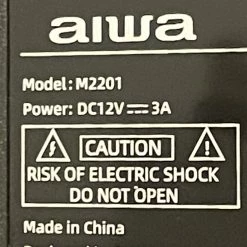 aiwa
Model: M2201
Power: DC12V⎓3A
CAUTION
RISK OF ELECTRIC SHOCK
DO NOT OPEN
Made in China